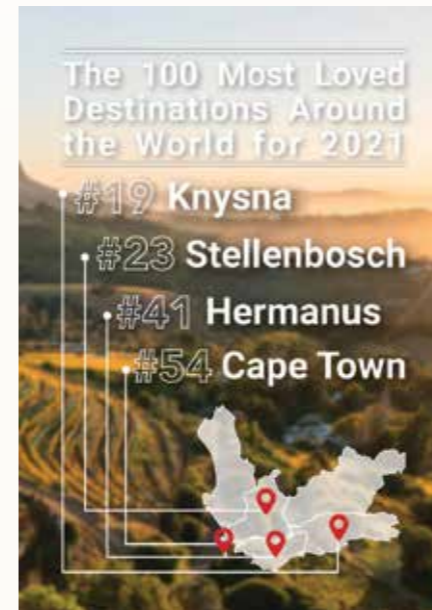 The 100 Most Loved
Destinations Around
the World for 2021
#19 Knysna
#23 Stellenbosch
#41 Hermanus
#54 Cape Town